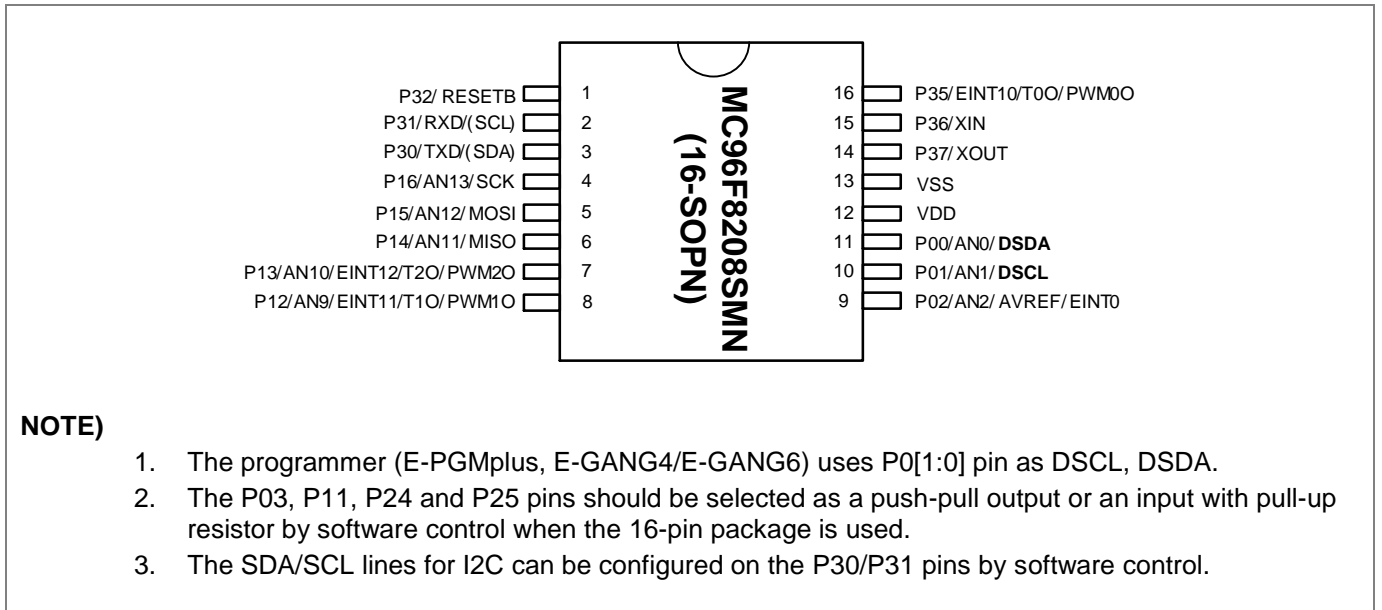 P32/ RESETB 1
P31/RXD/(SCL) 2
P30/TXD/(SDA) 3
P16/AN13/SCK 4
P15/AN12/MOSI 5
P14/AN11/MISO 6
P13/AN10/EINT12/T2O/PWM2O 7
P12/AN9/EINT11/T1O/PWM1O 8
MC96F8208SMN
(16-SOPN)
16 P35/EINT10/T0O/PWM0O
15 P36/XIN
14 P37/XOUT
13 VSS
12 VDD
11 P00/AN0/DSDA
10 P01/AN1/DSCL
9 P02/AN2/AVREF/EINT0
NOTE)
1. The programmer (E-PGMplus, E-GANG4/E-GANG6) uses P0[1:0] pin as DSCL, DSDA.
2. The P03, P11, P24 and P25 pins should be selected as a push-pull output or an input with pull-up
resistor by software control when the 16-pin package is used.
3. The SDA/SCL lines for I2C can be configured on the P30/P31 pins by software control.